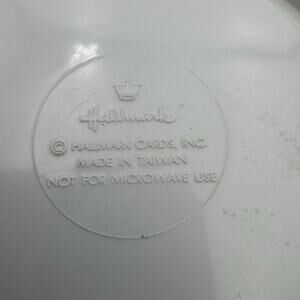 Hallmark
© HALLMARK CARDS, INC.
MADE IN TAIWAN
NOT FOR MICROWAVE USE